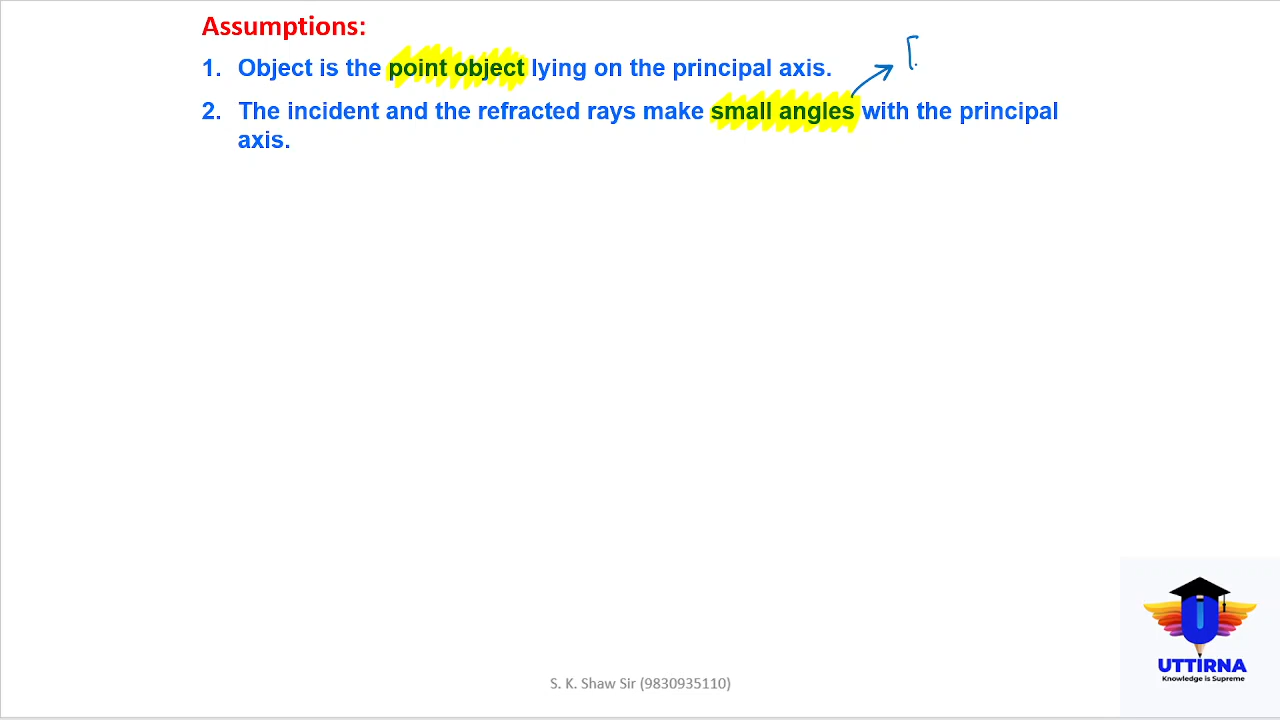 Assumptions:
1. Object is the point object lying on the principal axis.
2. The incident and the refracted rays make small angles with the principal
axis.
UTTIRNA
Knowledge is Supreme
S. K. Shaw Sir (9830935110)